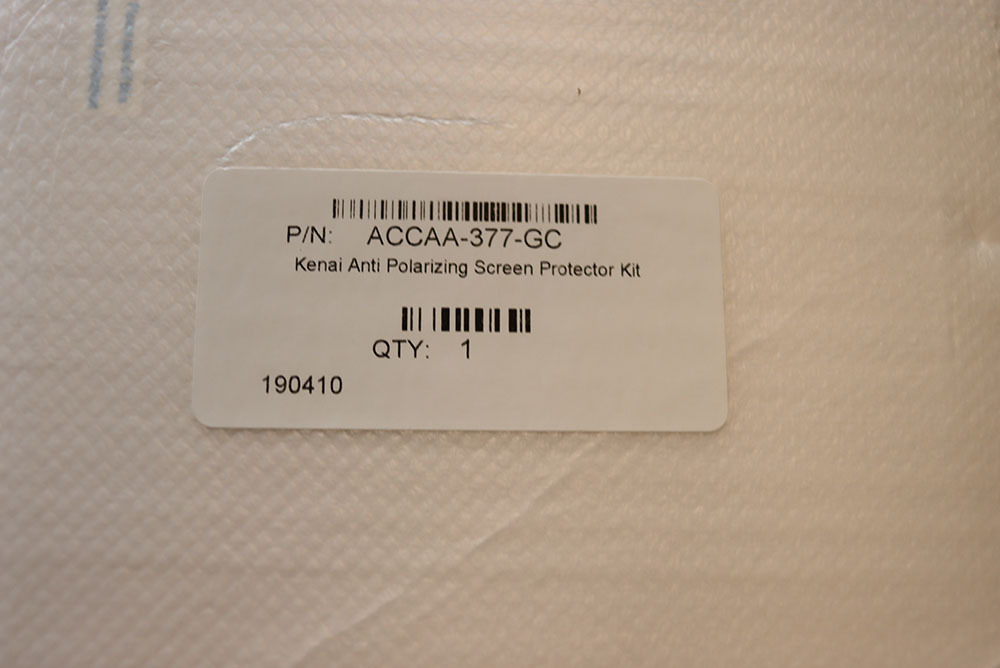 P/N: ACCAA-377-GC
Kenai Anti Polarizing Screen Protector Kit
QTY: 1
190410